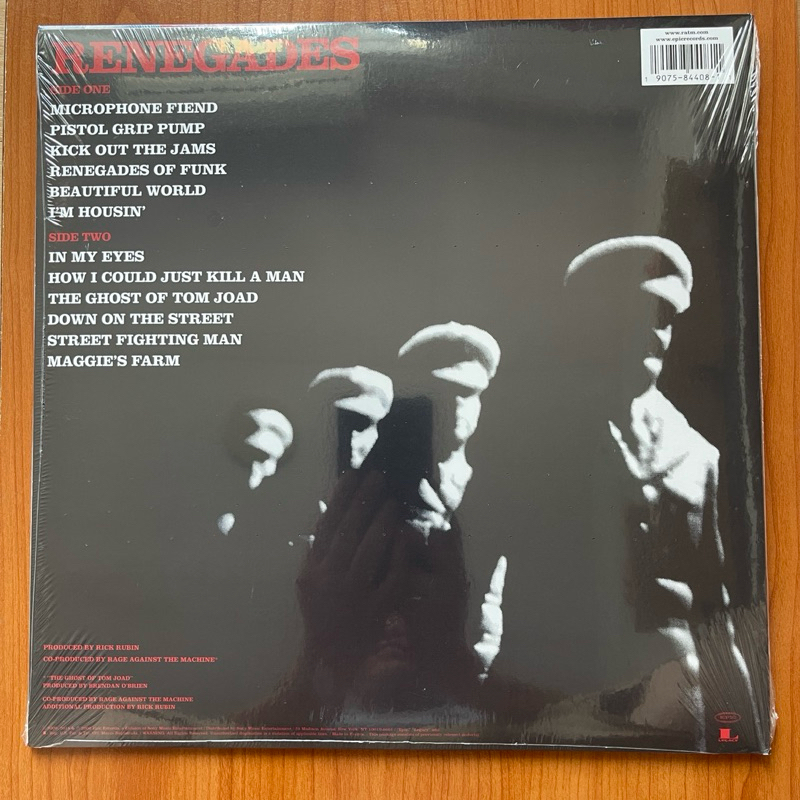 RENEGADES
www.ratm.com
www.epicrecords.com
SIDE ONE
MICROPHONE FIEND
PISTOL GRIP PUMP
KICK OUT THE JAMS
RENEGADES OF FUNK
BEAUTIFUL WORLD
I'M HOUSIN'
SIDE TWO
IN MY EYES
HOW I COULD JUST KILL A MAN
THE GHOST OF TOM JOAD
DOWN ON THE STREET
STREET FIGHTING MAN
MAGGIE'S FARM
PRODUCED BY RICK RUBIN
CO-PRODUCED BY RAGE AGAINST THE MACHINE*
*"THE GHOST OF TOM JOAD"
PRODUCED BY BRENDAN O'BRIEN
CO-PRODUCED BY RAGE AGAINST THE MACHINE
ADDITIONAL PRODUCTION BY RICK RUBIN